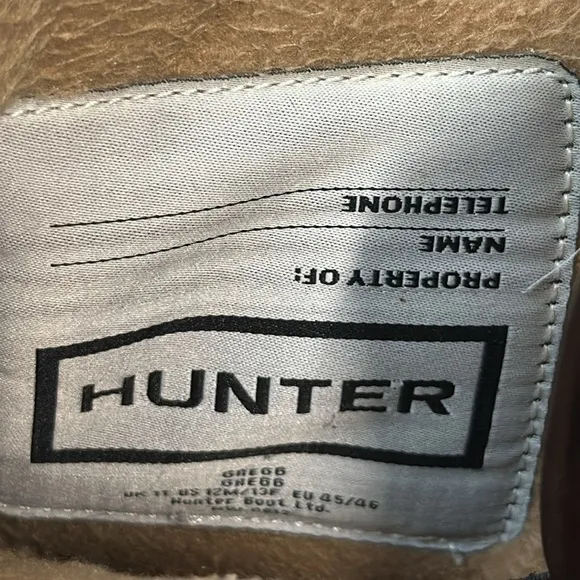 TELEPHONE
NAME
PROPERTY OF:
HUNTER
GREGG
GREGG
UK 11 US 12M/13F EU 45/46
Hunter Boot Ltd.